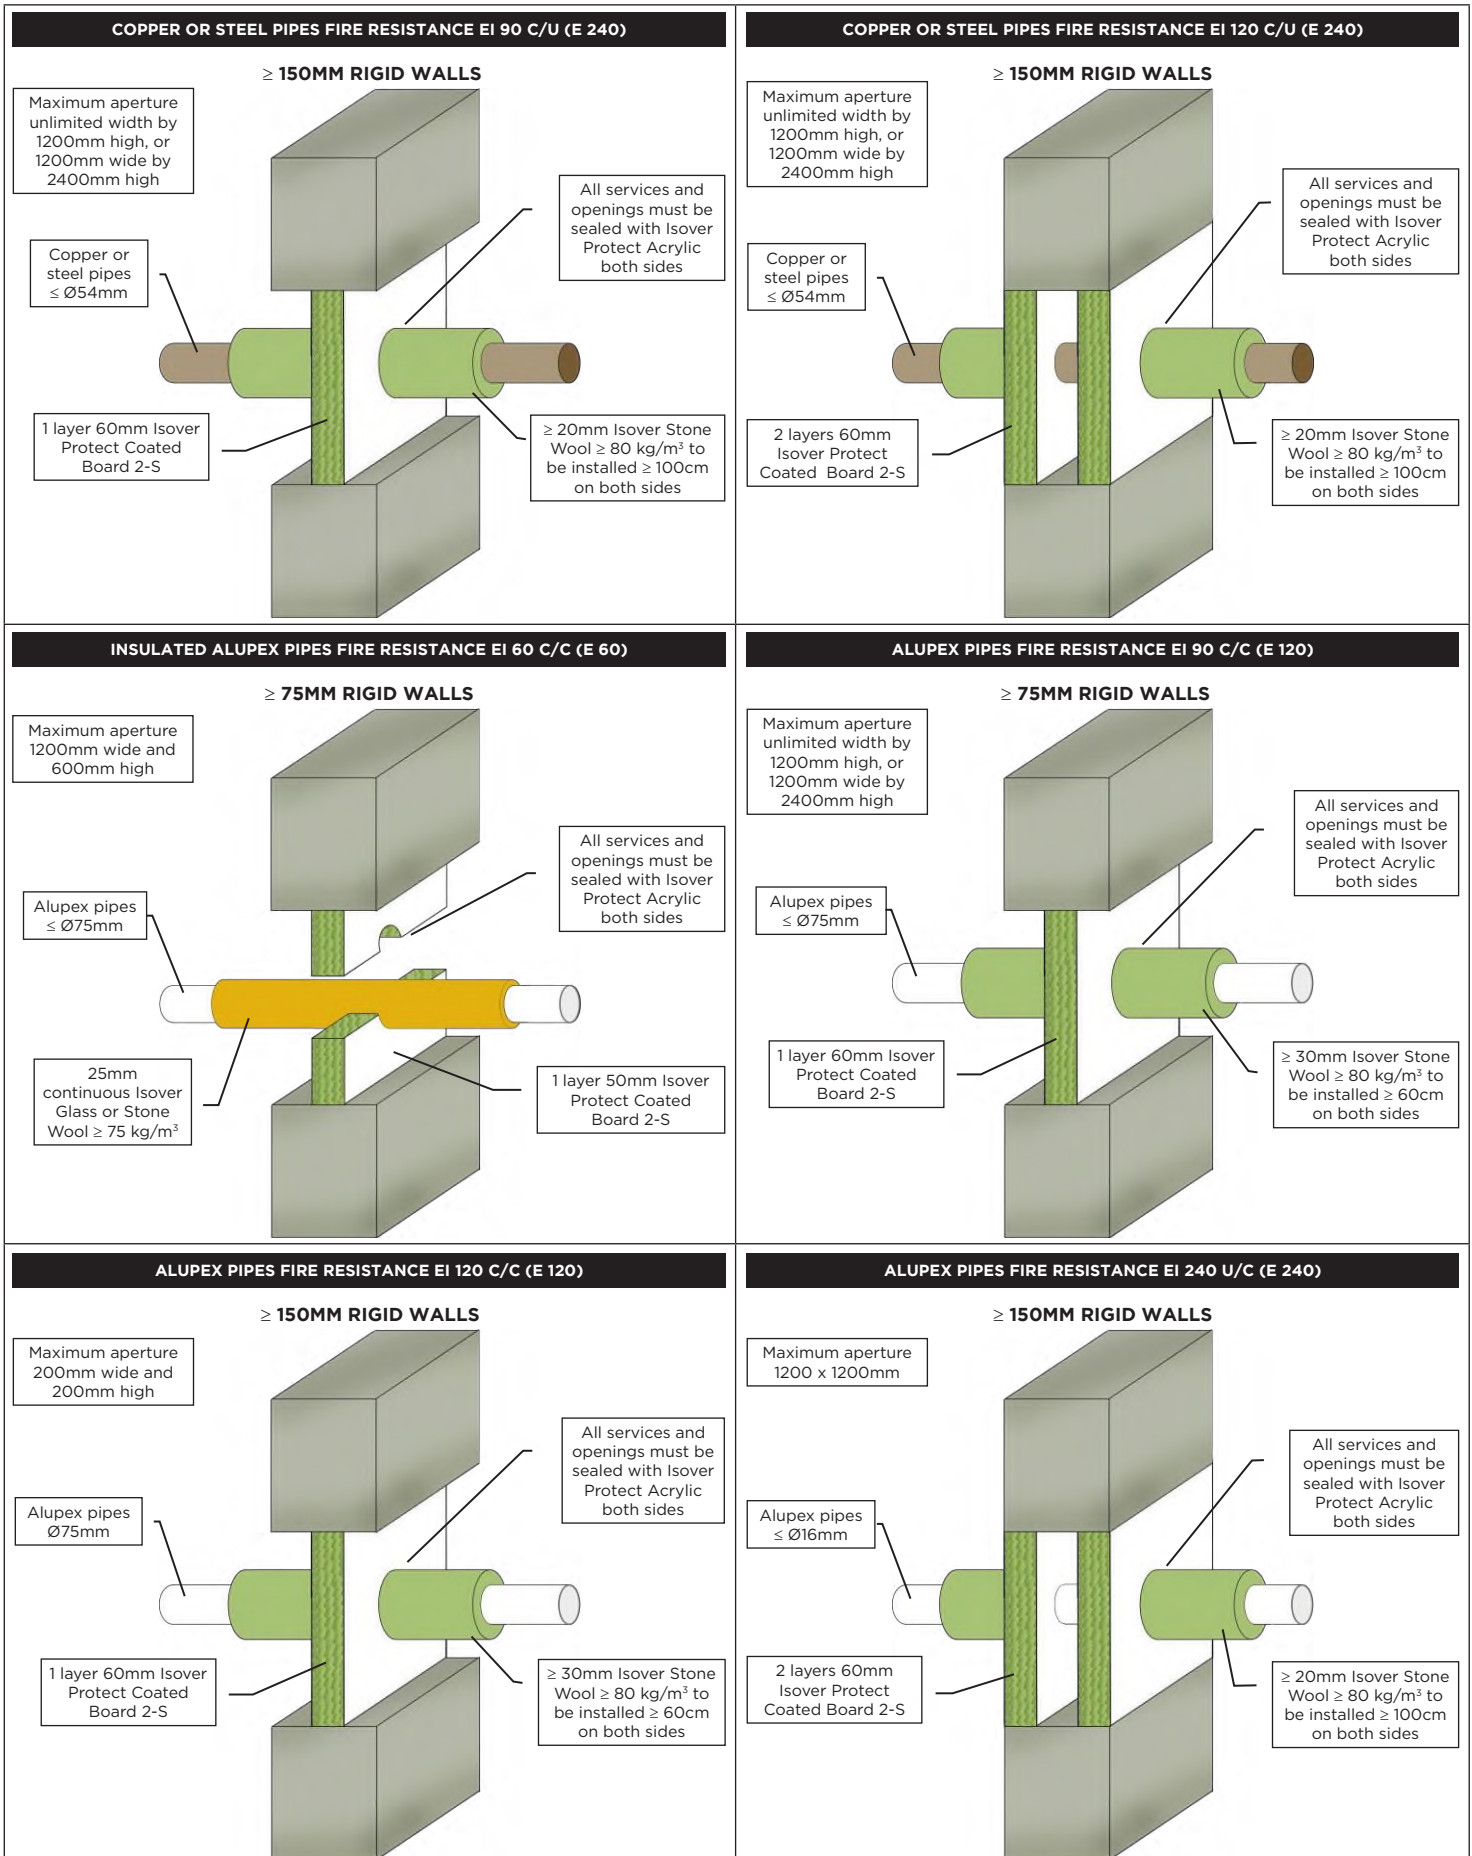 COPPER OR STEEL PIPES FIRE RESISTANCE EI 90 C/U (E 240)
≥ 150MM RIGID WALLS
Maximum aperture
unlimited width by
1200mm high, or
1200mm wide by
2400mm high
All services and
openings must be
sealed with Isover
Protect Acrylic
both sides
Copper or
steel pipes
≤ Ø54mm
1 layer 60mm Isover
Protect Coated
Board 2-S
≥ 20mm Isover Stone
Wool ≥ 80 kg/m³ to
be installed ≥ 100cm
on both sides
COPPER OR STEEL PIPES FIRE RESISTANCE EI 120 C/U (E 240)
≥ 150MM RIGID WALLS
Maximum aperture
unlimited width by
1200mm high, or
1200mm wide by
2400mm high
All services and
openings must be
sealed with Isover
Protect Acrylic
both sides
Copper or
steel pipes
≤ Ø54mm
2 layers 60mm
Isover Protect
Coated Board 2-S
≥ 20mm Isover Stone
Wool ≥ 80 kg/m³ to
be installed ≥ 100cm
on both sides
INSULATED ALUPEX PIPES FIRE RESISTANCE EI 60 C/C (E 60)
≥ 75MM RIGID WALLS
Maximum aperture
1200mm wide and
600mm high
All services and
openings must be
sealed with Isover
Protect Acrylic
both sides
Alupex pipes
≤ Ø75mm
25mm
continuous Isover
Glass or Stone
Wool ≥ 75 kg/m³
1 layer 50mm Isover
Protect Coated
Board 2-S
ALUPEX PIPES FIRE RESISTANCE EI 90 C/C (E 120)
≥ 75MM RIGID WALLS
Maximum aperture
unlimited width by
1200mm high, or
1200mm wide by
2400mm high
All services and
openings must be
sealed with Isover
Protect Acrylic
both sides
Alupex pipes
≤ Ø75mm
1 layer 60mm Isover
Protect Coated
Board 2-S
≥ 30mm Isover Stone
Wool ≥ 80 kg/m³ to
be installed ≥ 60cm
on both sides
ALUPEX PIPES FIRE RESISTANCE EI 120 C/C (E 120)
≥ 150MM RIGID WALLS
Maximum aperture
200mm wide and
200mm high
All services and
openings must be
sealed with Isover
Protect Acrylic
both sides
Alupex pipes
Ø75mm
1 layer 60mm Isover
Protect Coated
Board 2-S
≥ 30mm Isover Stone
Wool ≥ 80 kg/m³ to
be installed ≥ 60cm
on both sides
ALUPEX PIPES FIRE RESISTANCE EI 240 U/C (E 240)
≥ 150MM RIGID WALLS
Maximum aperture
1200 x 1200mm
All services and
openings must be
sealed with Isover
Protect Acrylic
both sides
Alupex pipes
≤ Ø16mm
2 layers 60mm
Isover Protect
Coated Board 2-S
≥ 20mm Isover Stone
Wool ≥ 80 kg/m³ to
be installed ≥ 100cm
on both sides